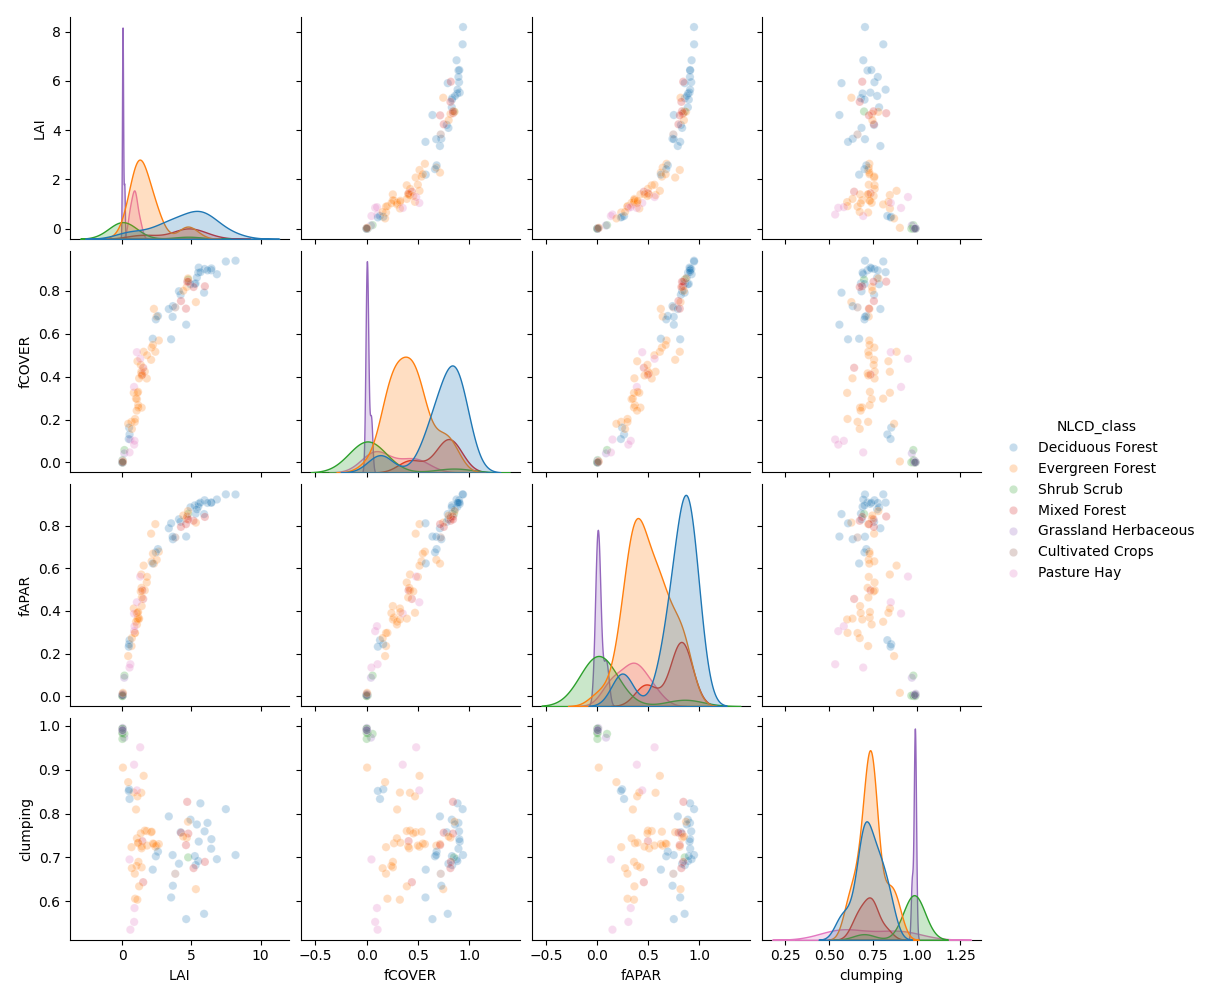 8
6
4
2
0
LAI
0.8
0.6
0.4
0.2
0.0
fCOVER
NLCD_class
Deciduous Forest
Evergreen Forest
Shrub Scrub
Mixed Forest
Grassland Herbaceous
Cultivated Crops
Pasture Hay
0.8
0.6
0.4
0.2
0.0
fAPAR
1.0
0.9
0.8
0.7
0.6
clumping
0 5 10 −0.5 0.0 0.5 1.0 −0.5 0.0 0.5 1.0 0.25 0.50 0.75 1.00 1.25
LAI fCOVER fAPAR clumping